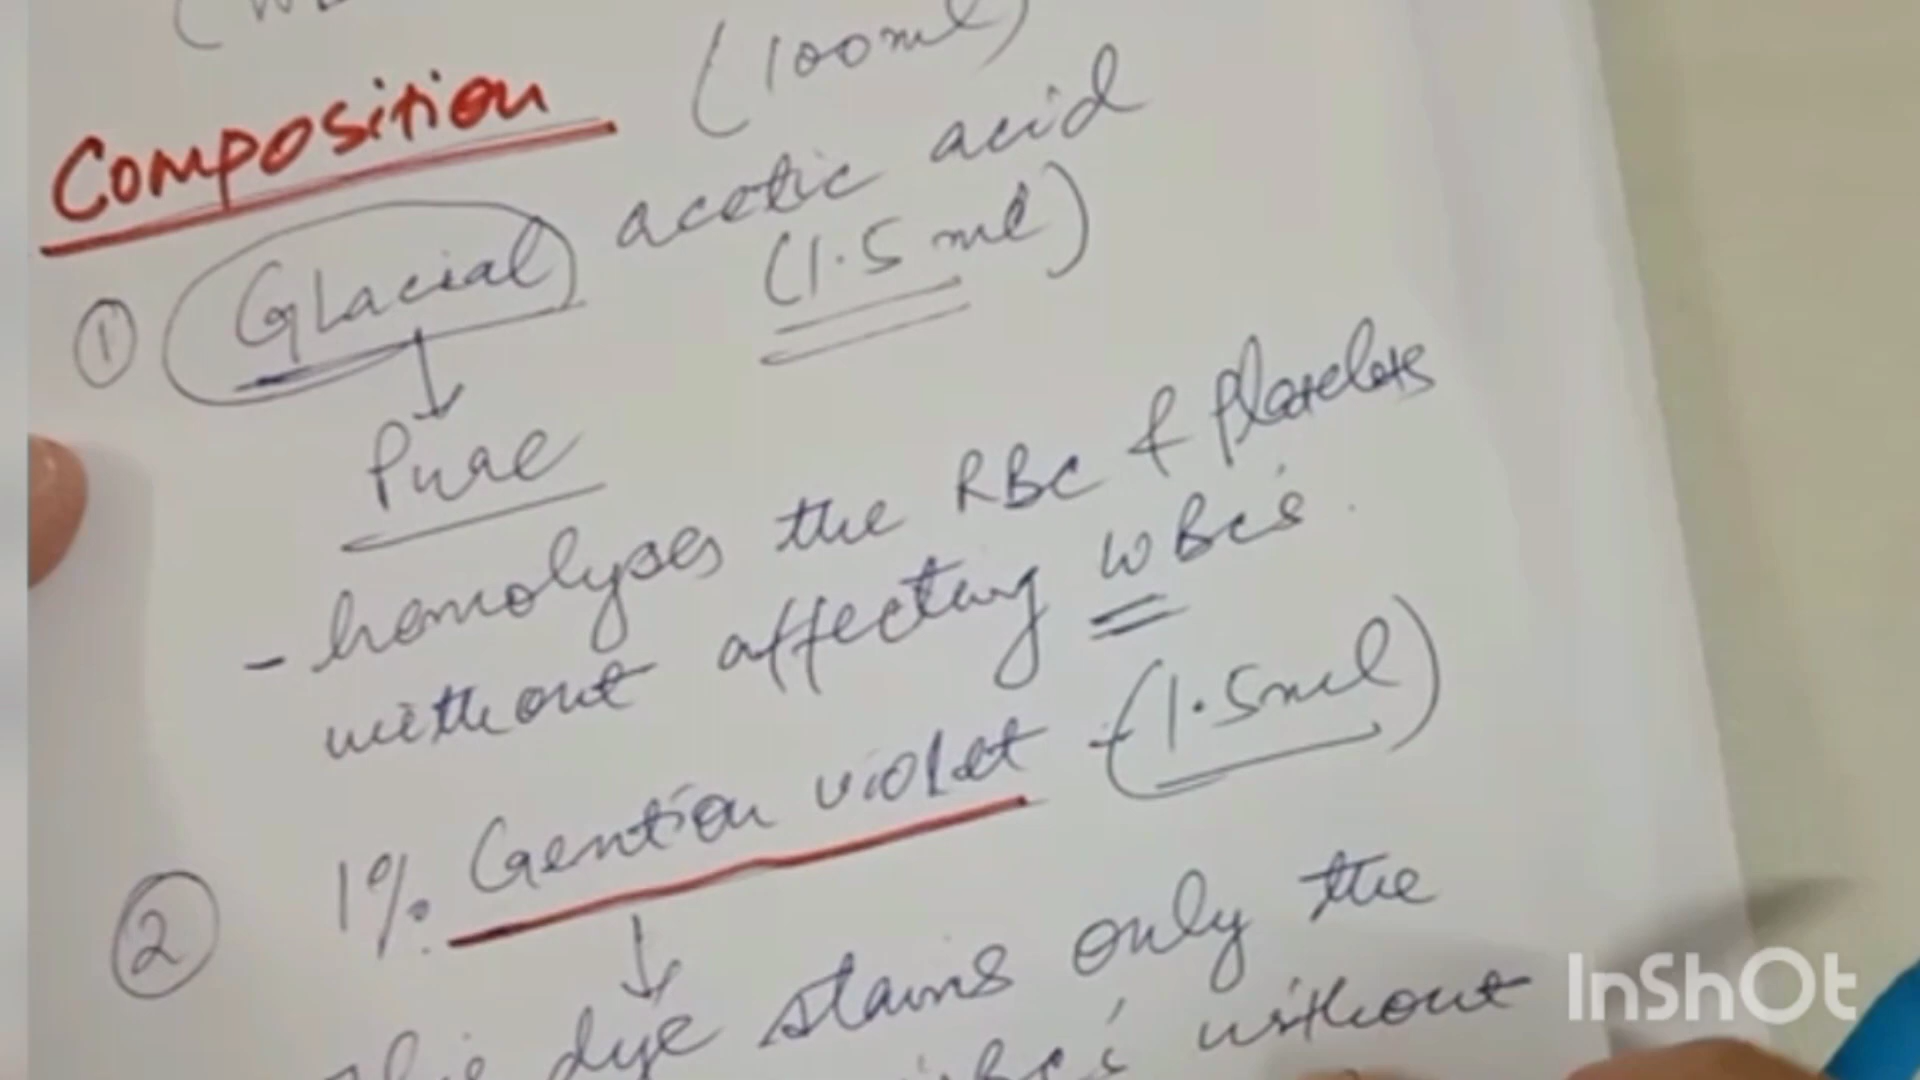 Composition (100ml)
① Glacial acetic acid
(1.5 ml)
Pure
- hemolyses the RBC & Platelets
without affecting WBC's.
② 1% Gention violet - (1.5ml)
dye stains only the
without
InShOt